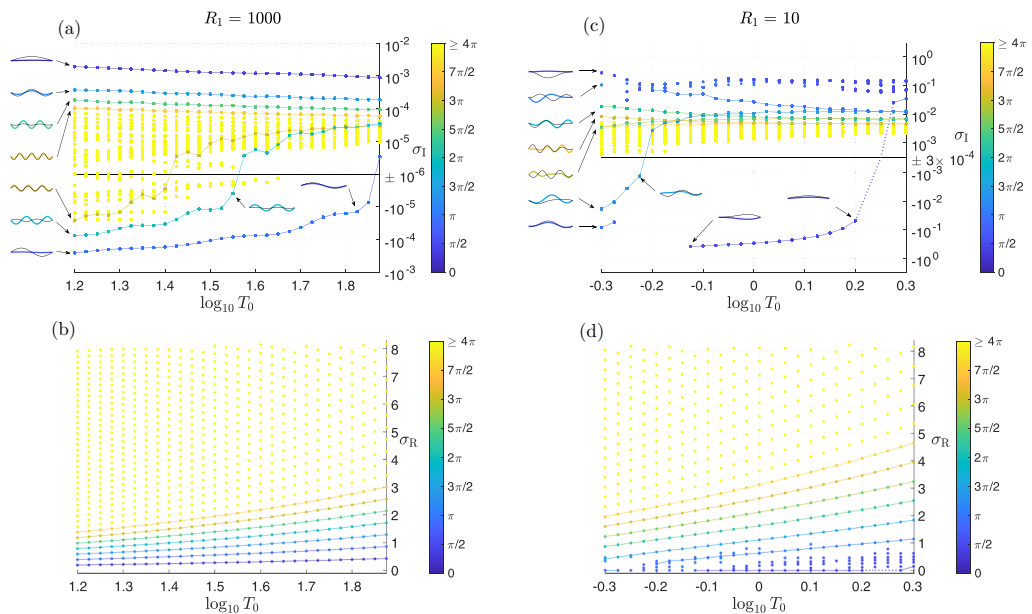 R₁ = 1000
R₁ = 10
(a)
10⁻²
10⁻³
10⁻⁴
10⁻⁵
σ_I
± 10⁻⁶
-10⁻⁵
-10⁻⁴
-10⁻³
1.2 1.3 1.4 1.5 1.6 1.7 1.8
log₁₀ T₀
≥ 4π
7π/2
3π
5π/2
2π
3π/2
π
π/2
0
(c)
10⁰
10⁻¹
10⁻²
10⁻³
σ_I
± 3× 10⁻⁴
-10⁻³
-10⁻²
-10⁻¹
-10⁰
-0.3 -0.2 -0.1 0 0.1 0.2 0.3
log₁₀ T₀
≥ 4π
7π/2
3π
5π/2
2π
3π/2
π
π/2
0
(b)
8
7
6
5
σ_R
4
3
2
1
0
1.2 1.3 1.4 1.5 1.6 1.7 1.8
log₁₀ T₀
≥ 4π
7π/2
3π
5π/2
2π
3π/2
π
π/2
0
(d)
8
7
6
5
σ_R
4
3
2
1
0
-0.3 -0.2 -0.1 0 0.1 0.2 0.3
log₁₀ T₀
≥ 4π
7π/2
3π
5π/2
2π
3π/2
π
π/2
0